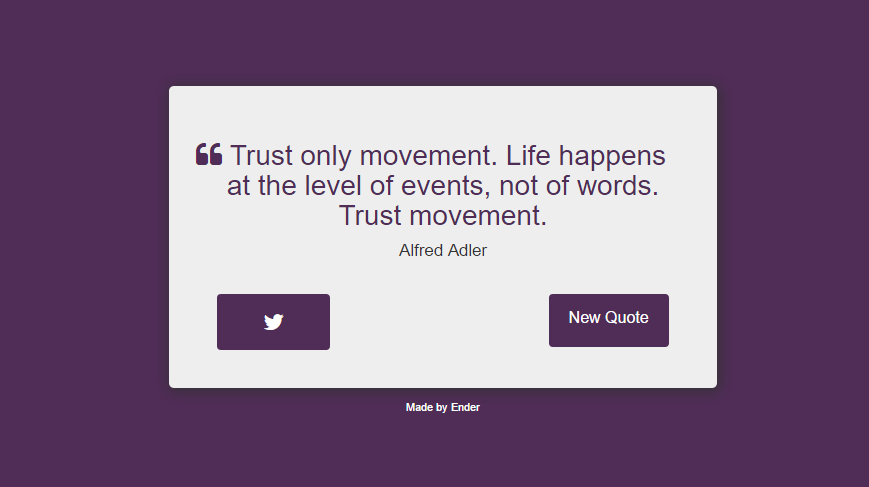 ❝ Trust only movement. Life happens
at the level of events, not of words.
Trust movement.
Alfred Adler
New Quote
Made by Ender